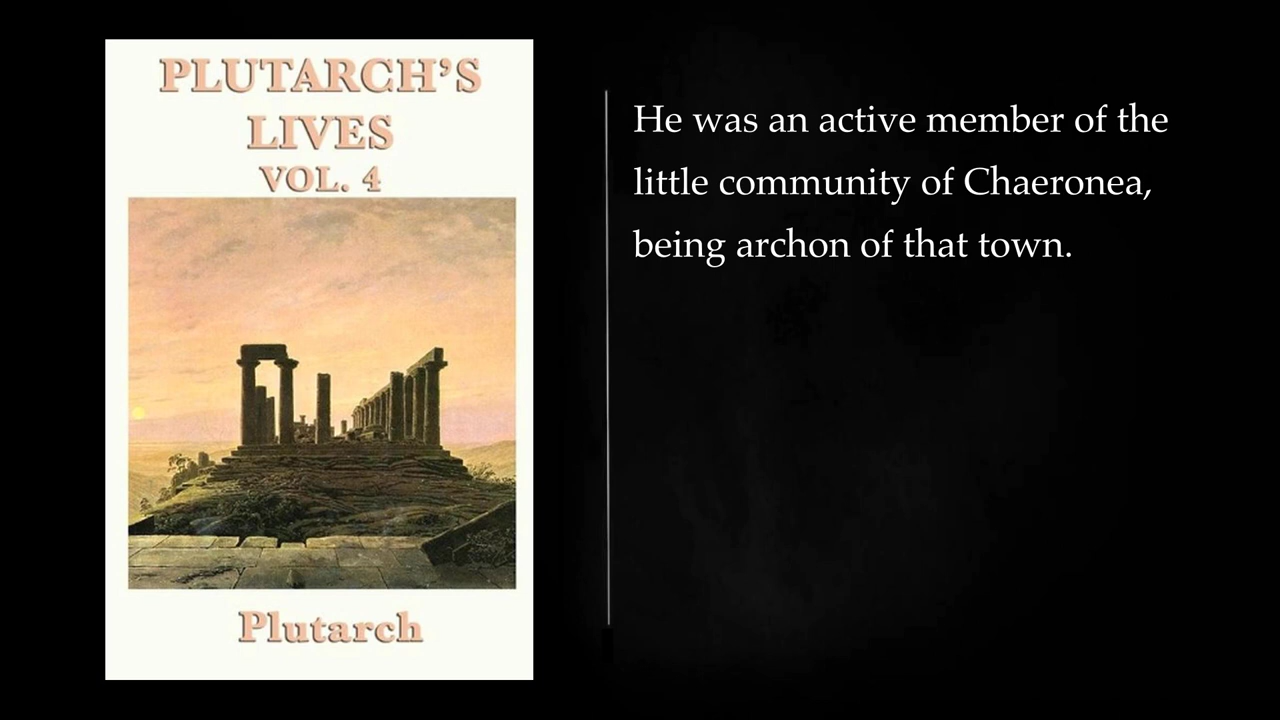 PLUTARCH'S
LIVES
VOL. 4
Plutarch
He was an active member of the
little community of Chaeronea,
being archon of that town.